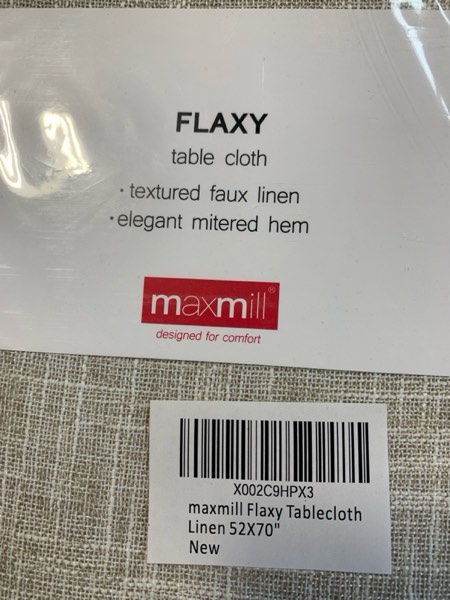 FLAXY
table cloth
• textured faux linen
• elegant mitered hem
maxmill®
designed for comfort
X002C9HPX3
maxmill Flaxy Tablecloth
Linen 52X70"
New